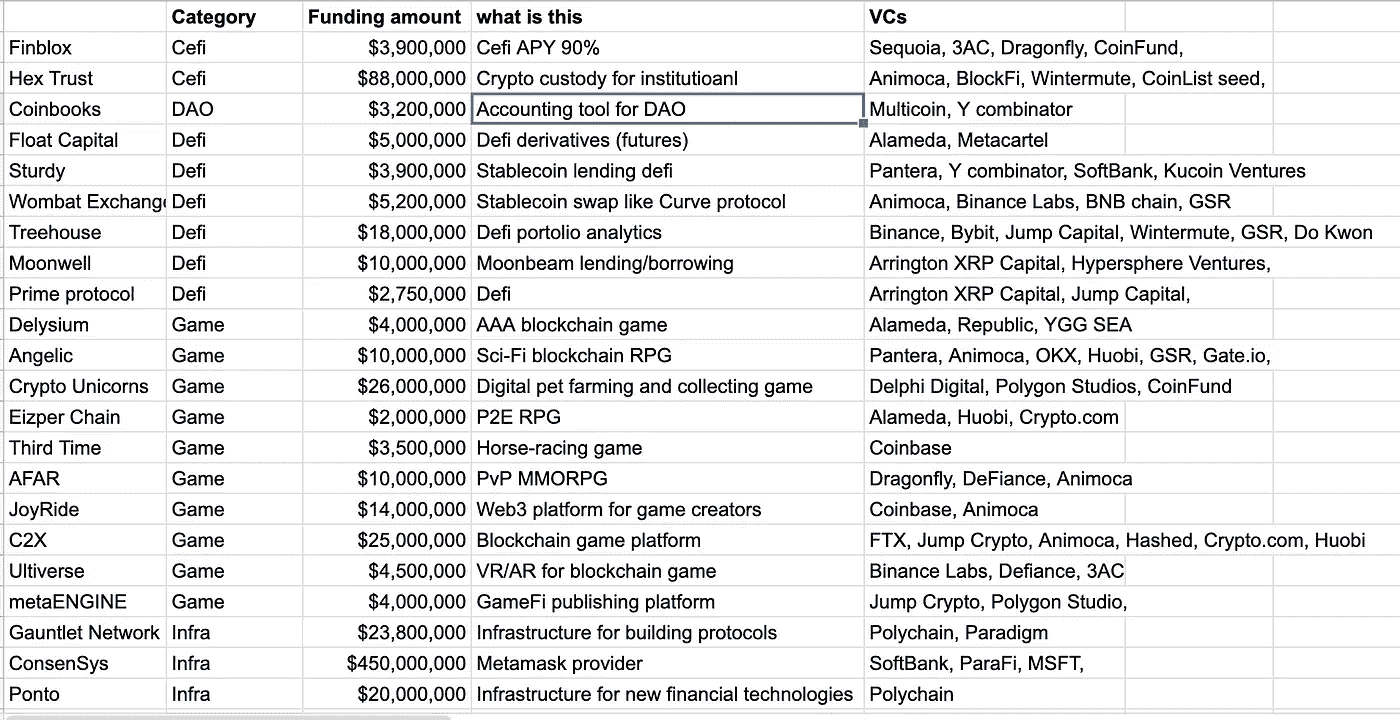 Category Funding amount what is this VCs
Finblox Cefi $3,900,000 Cefi APY 90% Sequoia, 3AC, Dragonfly, CoinFund,
Hex Trust Cefi $88,000,000 Crypto custody for institutioanl Animoca, BlockFi, Wintermute, CoinList seed,
Coinbooks DAO $3,200,000 Accounting tool for DAO Multicoin, Y combinator
Float Capital Defi $5,000,000 Defi derivatives (futures) Alameda, Metacartel
Sturdy Defi $3,900,000 Stablecoin lending defi Pantera, Y combinator, SoftBank, Kucoin Ventures
Wombat Exchang Defi $5,200,000 Stablecoin swap like Curve protocol Animoca, Binance Labs, BNB chain, GSR
Treehouse Defi $18,000,000 Defi portolio analytics Binance, Bybit, Jump Capital, Wintermute, GSR, Do Kwon
Moonwell Defi $10,000,000 Moonbeam lending/borrowing Arrington XRP Capital, Hypersphere Ventures,
Prime protocol Defi $2,750,000 Defi Arrington XRP Capital, Jump Capital,
Delysium Game $4,000,000 AAA blockchain game Alameda, Republic, YGG SEA
Angelic Game $10,000,000 Sci-Fi blockchain RPG Pantera, Animoca, OKX, Huobi, GSR, Gate.io,
Crypto Unicorns Game $26,000,000 Digital pet farming and collecting game Delphi Digital, Polygon Studios, CoinFund
Eizper Chain Game $2,000,000 P2E RPG Alameda, Huobi, Crypto.com
Third Time Game $3,500,000 Horse-racing game Coinbase
AFAR Game $10,000,000 PvP MMORPG Dragonfly, DeFiance, Animoca
JoyRide Game $14,000,000 Web3 platform for game creators Coinbase, Animoca
C2X Game $25,000,000 Blockchain game platform FTX, Jump Crypto, Animoca, Hashed, Crypto.com, Huobi
Ultiverse Game $4,500,000 VR/AR for blockchain game Binance Labs, Defiance, 3AC
metaENGINE Game $4,000,000 GameFi publishing platform Jump Crypto, Polygon Studio,
Gauntlet Network Infra $23,800,000 Infrastructure for building protocols Polychain, Paradigm
ConsenSys Infra $450,000,000 Metamask provider SoftBank, ParaFi, MSFT,
Ponto Infra $20,000,000 Infrastructure for new financial technologies Polychain